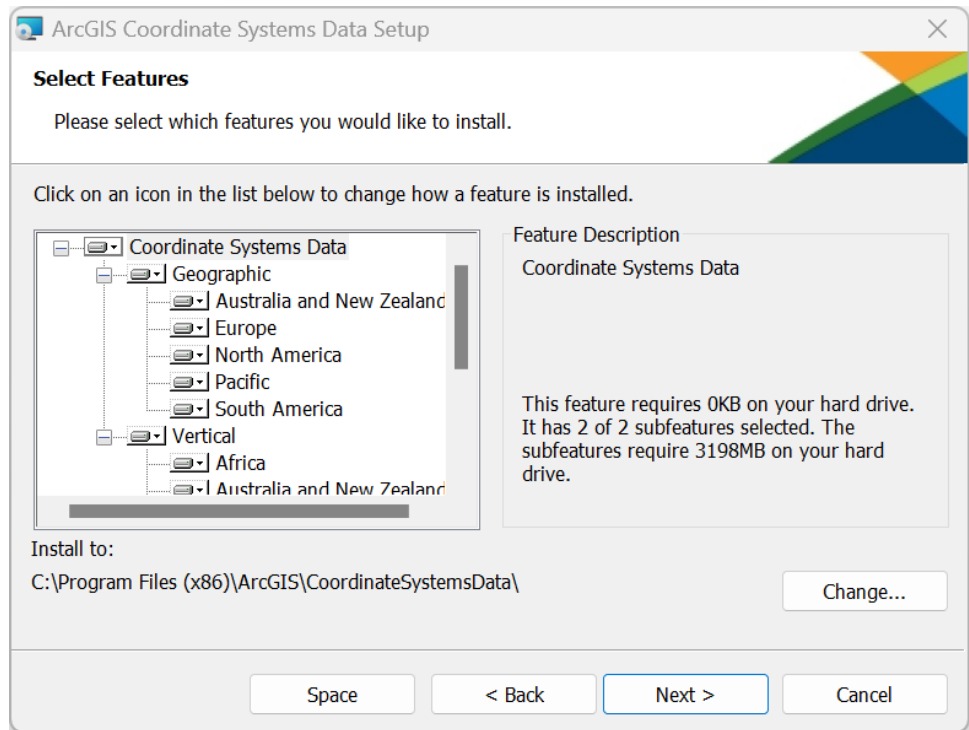 ArcGIS Coordinate Systems Data Setup
Select Features
Please select which features you would like to install.
Click on an icon in the list below to change how a feature is installed.
Coordinate Systems Data
Geographic
Australia and New Zealand
Europe
North America
Pacific
South America
Vertical
Africa
Australia and New Zealand
Feature Description
Coordinate Systems Data
This feature requires 0KB on your hard drive.
It has 2 of 2 subfeatures selected. The
subfeatures require 3198MB on your hard
drive.
Install to:
C:\Program Files (x86)\ArcGIS\CoordinateSystemsData\
Change...
Space
< Back
Next >
Cancel